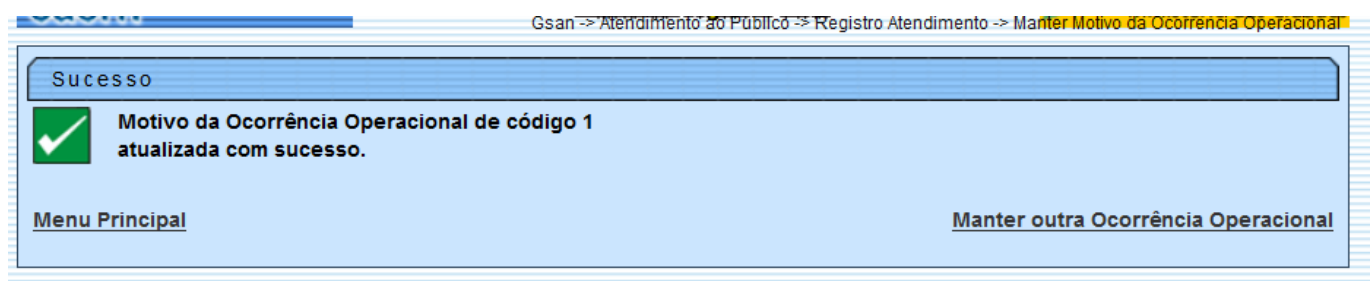 Gsan -> Atendimento ao Público -> Registro Atendimento -> Manter Motivo da Ocorrência Operacional
Sucesso
Motivo da Ocorrência Operacional de código 1
atualizada com sucesso.
Menu Principal
Manter outra Ocorrência Operacional